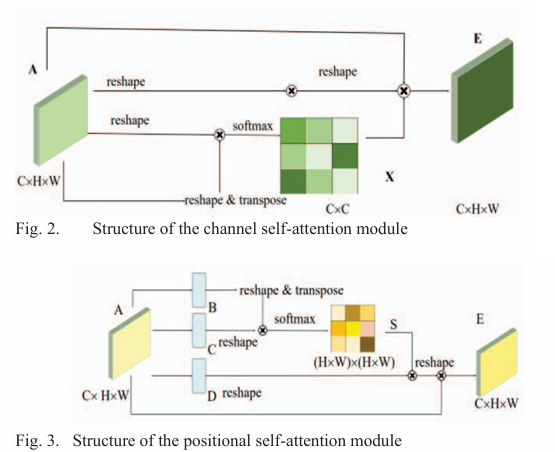 E
A
reshape
reshape
reshape
softmax
X
C×H×W
reshape & transpose
C×C
C×H×W
Fig. 2. Structure of the channel self-attention module
reshape & transpose
A
B
softmax
S
E
C reshape
(H×W)×(H×W)
reshape
C× H×W
D reshape
C×H×W
Fig. 3. Structure of the positional self-attention module